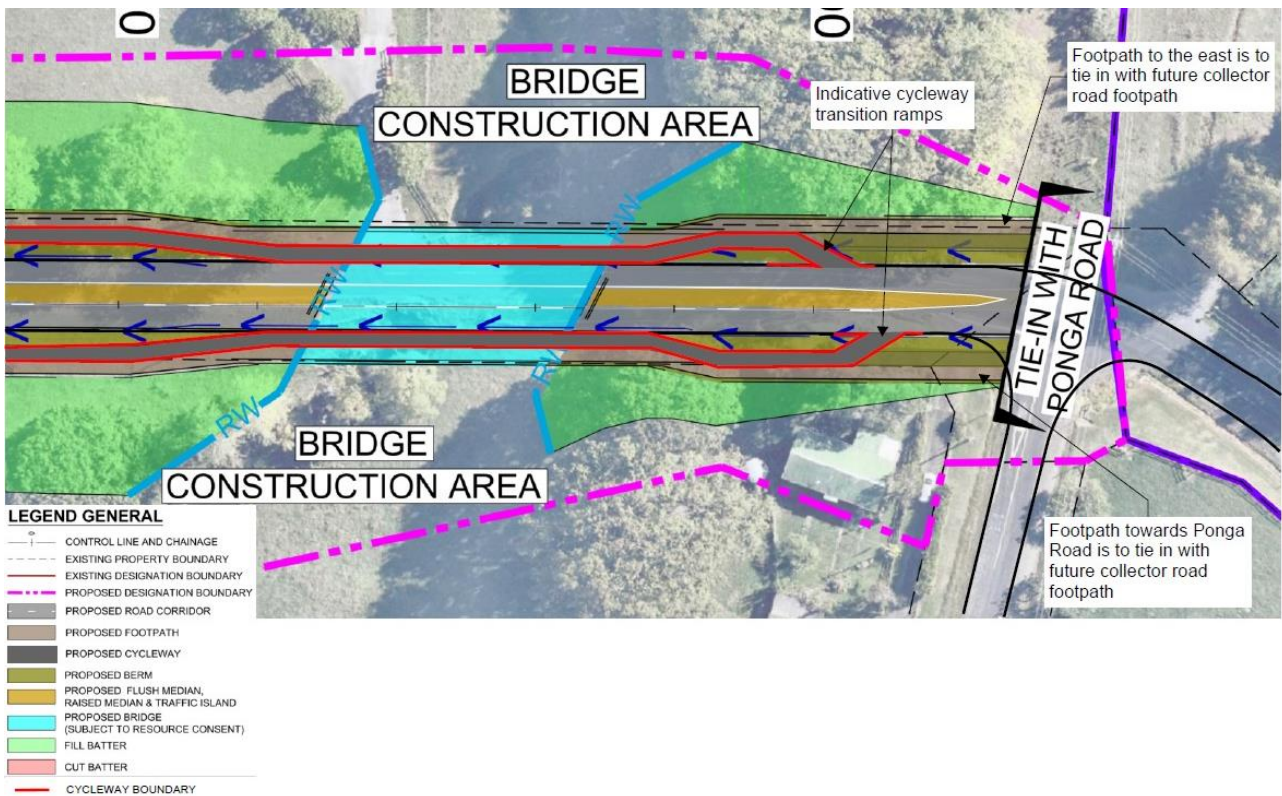 0
00
BRIDGE
CONSTRUCTION AREA
Indicative cycleway
transition ramps
Footpath to the east is to
tie in with future collector
road footpath
RW
RW
RW
RW
RW
TIE-IN WITH
PONGA ROAD
BRIDGE
CONSTRUCTION AREA
Footpath towards Ponga
Road is to tie in with
future collector road
footpath
LEGEND GENERAL
CONTROL LINE AND CHAINAGE
EXISTING PROPERTY BOUNDARY
EXISTING DESIGNATION BOUNDARY
PROPOSED DESIGNATION BOUNDARY
PROPOSED ROAD CORRIDOR
PROPOSED FOOTPATH
PROPOSED CYCLEWAY
PROPOSED BERM
PROPOSED FLUSH MEDIAN,
RAISED MEDIAN & TRAFFIC ISLAND
PROPOSED BRIDGE
(SUBJECT TO RESOURCE CONSENT)
FILL BATTER
CUT BATTER
CYCLEWAY BOUNDARY